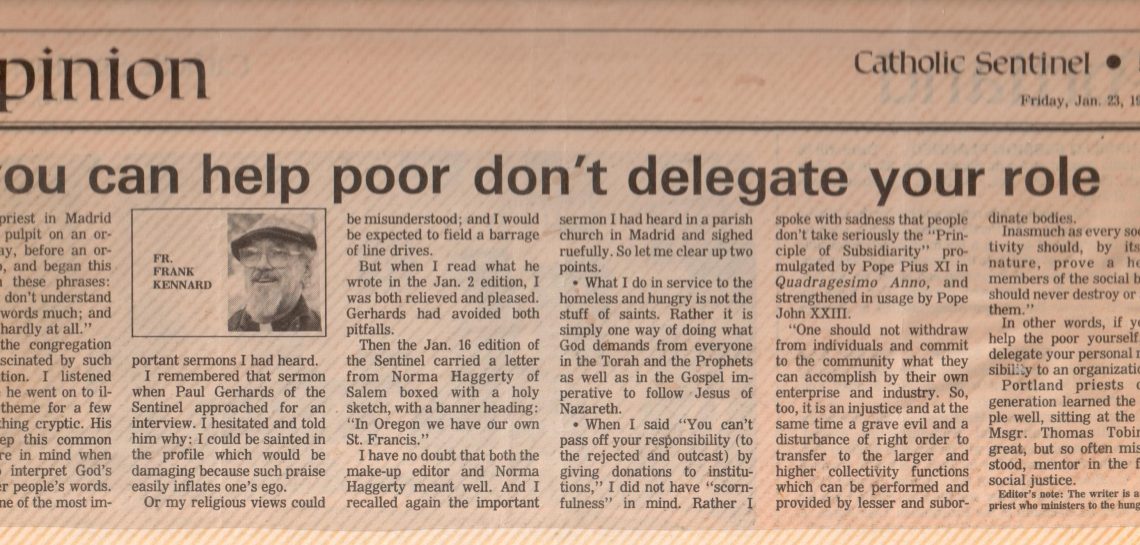 pinion
Catholic Sentinel •
Friday, Jan. 23, 19
you can help poor don't delegate your role
priest in Madrid
pulpit on an or-
ay, before an or-
, and began this
these phrases:
don't understand
words much; and
hardly at all."
the congregation
scinated by such
tion. I listened
he went on to il-
theme for a few
thing cryptic. His
ep this common
re in mind when
interpret God's
er people's words.
ne of the most im-
FR.
FRANK
KENNARD
portant sermons I had heard.
I remembered that sermon
when Paul Gerhards of the
Sentinel approached for an
interview. I hesitated and told
him why: I could be sainted in
the profile which would be
damaging because such praise
easily inflates one's ego.
Or my religious views could
be misunderstood; and I would
be expected to field a barrage
of line drives.
But when I read what he
wrote in the Jan. 2 edition, I
was both relieved and pleased.
Gerhards had avoided both
pitfalls.
Then the Jan. 16 edition of
the Sentinel carried a letter
from Norma Haggerty of
Salem boxed with a holy
sketch, with a banner heading:
"In Oregon we have our own
St. Francis."
I have no doubt that both the
make-up editor and Norma
Haggerty meant well. And I
recalled again the important
sermon I had heard in a parish
church in Madrid and sighed
ruefully. So let me clear up two
points.
• What I do in service to the
homeless and hungry is not the
stuff of saints. Rather it is
simply one way of doing what
God demands from everyone
in the Torah and the Prophets
as well as in the Gospel im-
perative to follow Jesus of
Nazareth.
• When I said "You can't
pass off your responsibility (to
the rejected and outcast) by
giving donations to institu-
tions," I did not have "scorn-
fulness" in mind. Rather I
spoke with sadness that people
don't take seriously the "Prin-
ciple of Subsidiarity" pro-
mulgated by Pope Pius XI in
Quadragesimo Anno, and
strengthened in usage by Pope
John XXIII.
"One should not withdraw
from individuals and commit
to the community what they
can accomplish by their own
enterprise and industry. So,
too, it is an injustice and at the
same time a grave evil and a
disturbance of right order to
transfer to the larger and
higher collectivity functions
which can be performed and
provided by lesser and subor-
dinate bodies.
Inasmuch as every soc
tivity should, by its
nature, prove a he
members of the social b
should never destroy or
them."
In other words, if yo
help the poor yourself
delegate your personal r
sibility to an organizatio
Portland priests o
generation learned the
ple well, sitting at the
Msgr. Thomas Tobin
great, but so often mis
stood, mentor in the f
social justice.
Editor's note: The writer is a
priest who ministers to the hung